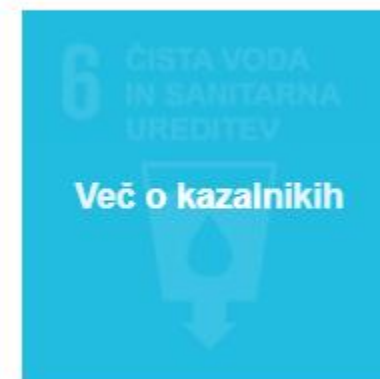 6 ČISTA VODA
IN SANITARNA
UREDITEV
Več o kazalnikih